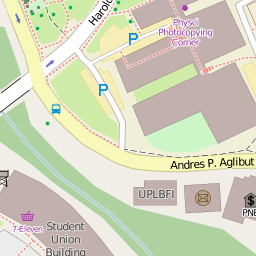 Physci
Photocopying
Corner
Harold
P
P
Andres P. Aglibut
UPLBFI
PNB
7-Eleven
Student
Union
Building